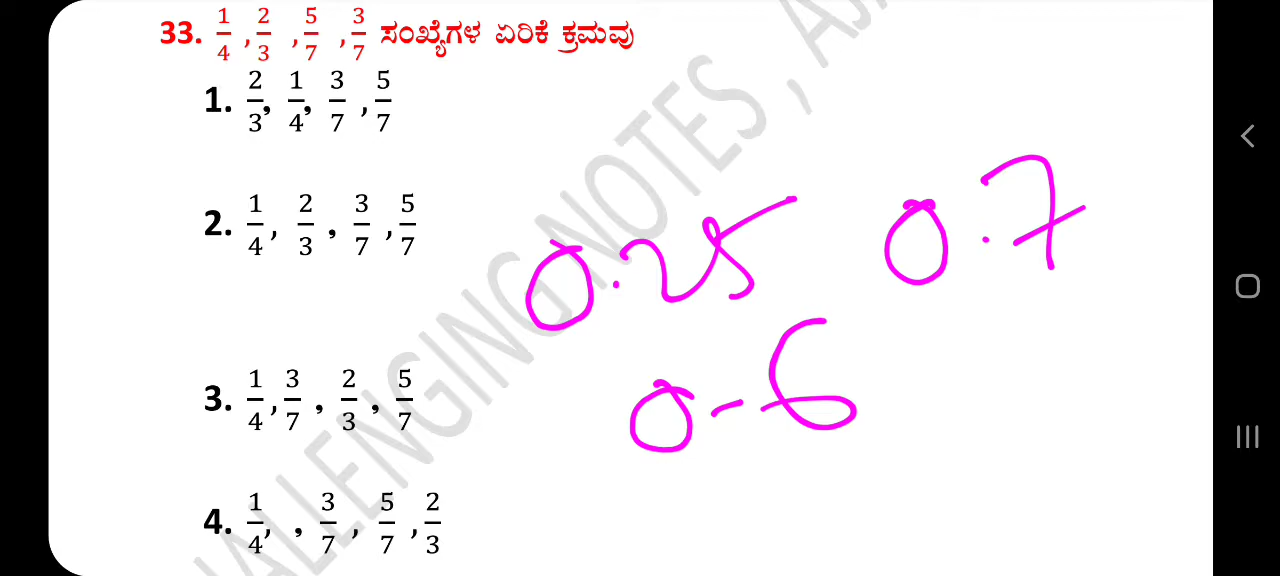 33. 1/4 , 2/3 , 5/7 , 3/7 ಸಂಖ್ಯೆಗಳ ಏರಿಕೆ ಕ್ರಮವು
1. 2/3, 1/4, 3/7 , 5/7
2. 1/4, 2/3 , 3/7 , 5/7
0.25 0.7
3. 1/4, 3/7 , 2/3 , 5/7
0.6
4. 1/4, , 3/7 , 5/7 , 2/3
ALLENGING NOTES ,